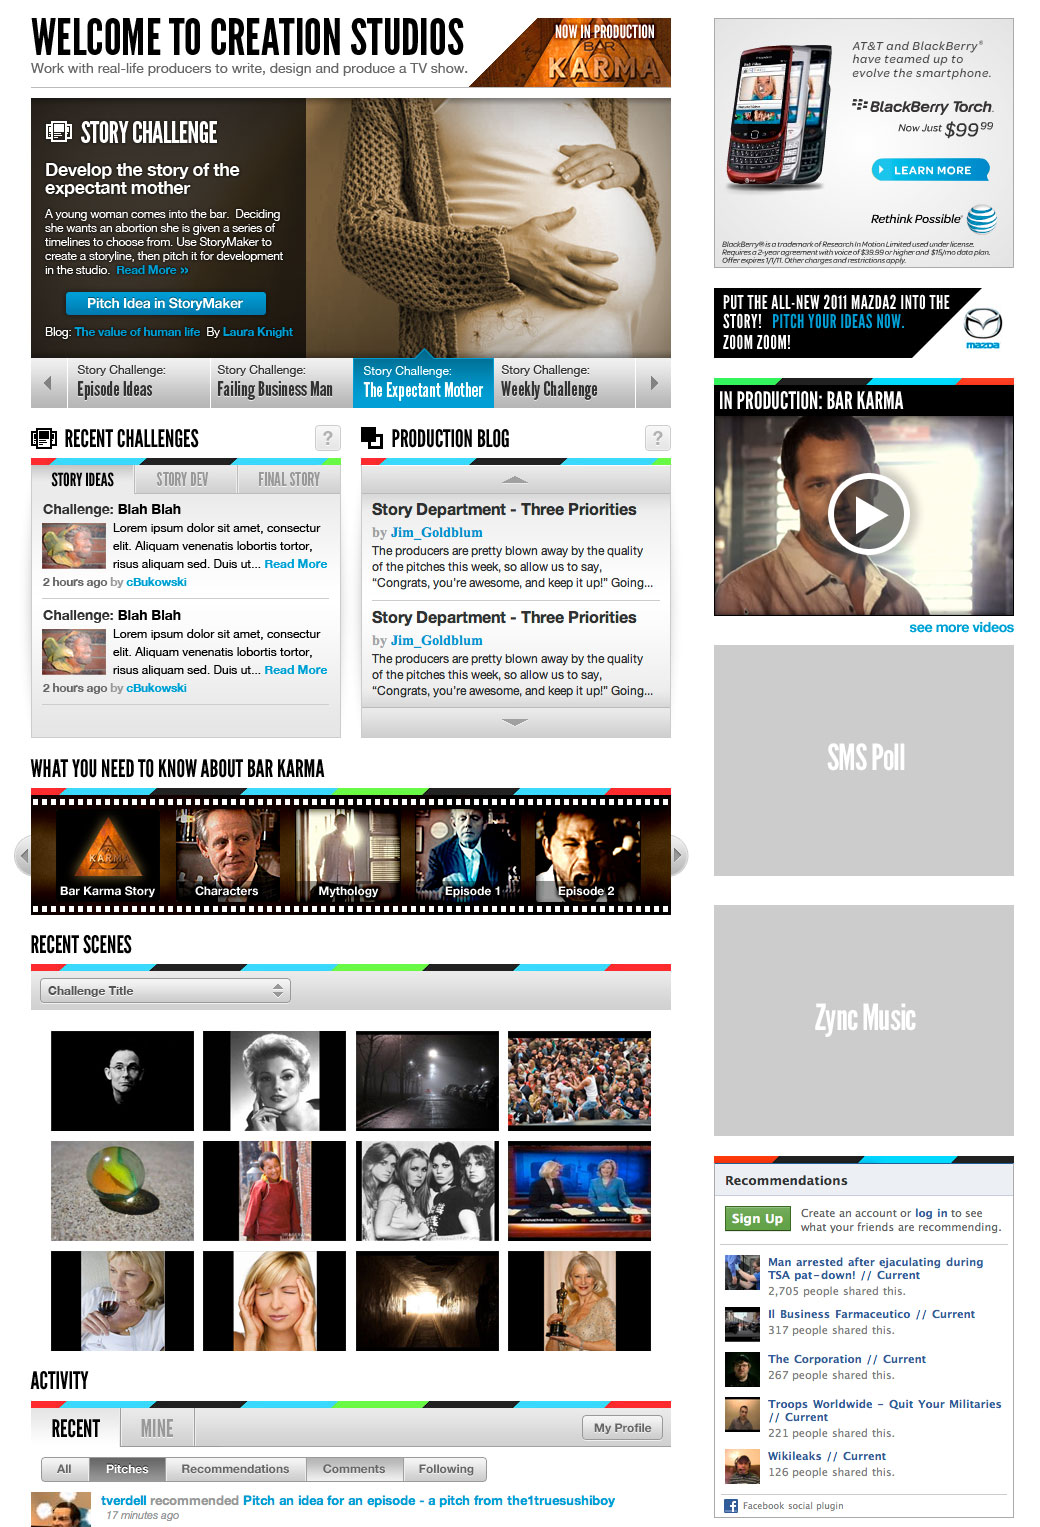 WELCOME TO CREATION STUDIOS
Work with real-life producers to write, design and produce a TV show.
NOW IN PRODUCTION
BAR
KARMA
STORY CHALLENGE
Develop the story of the
expectant mother
A young woman comes into the bar. Deciding
she wants an abortion she is given a series of
timelines to choose from. Use StoryMaker to
create a storyline, then pitch it for development
in the studio. Read More »
Pitch Idea in StoryMaker
Blog: The value of human life By Laura Knight
Story Challenge:
Episode Ideas
Story Challenge:
Failing Business Man
Story Challenge:
The Expectant Mother
Story Challenge:
Weekly Challenge
RECENT CHALLENGES
?
STORY IDEAS
STORY DEV
FINAL STORY
Challenge: Blah Blah
Lorem ipsum dolor sit amet, consectur
elit. Aliquam venenatis lobortis tortor,
risus aliquam sed. Duis ut... Read More
2 hours ago by cBukowski
Challenge: Blah Blah
Lorem ipsum dolor sit amet, consectur
elit. Aliquam venenatis lobortis tortor,
risus aliquam sed. Duis ut... Read More
2 hours ago by cBukowski
PRODUCTION BLOG
?
Story Department - Three Priorities
by Jim_Goldblum
The producers are pretty blown away by the quality
of the pitches this week, so allow us to say,
“Congrats, you’re awesome, and keep it up!” Going...
Story Department - Three Priorities
by Jim_Goldblum
The producers are pretty blown away by the quality
of the pitches this week, so allow us to say,
“Congrats, you’re awesome, and keep it up!” Going...
WHAT YOU NEED TO KNOW ABOUT BAR KARMA
KARMA
Bar Karma Story
Characters
Mythology
Episode 1
Episode 2
RECENT SCENES
Challenge Title
ANNEMARIE TIERNEN
JULIA MORFFI
13
ACTIVITY
RECENT
MINE
My Profile
All
Pitches
Recommendations
Comments
Following
tverdell recommended Pitch an idea for an episode - a pitch from the1truesushiboy
17 minutes ago
AT&T and BlackBerry®
have teamed up to
evolve the smartphone.
BlackBerry Torch.
Now Just $99.99
LEARN MORE
Rethink Possible®
at&t
BlackBerry® is a trademark of Research In Motion Limited used under license.
Requires a 2-year agreement with voice of $39.99 or higher and $15/mo data plan.
Offer expires 1/1/11. Other charges and restrictions apply.
PUT THE ALL-NEW 2011 MAZDA2 INTO THE
STORY! PITCH YOUR IDEAS NOW.
ZOOM ZOOM!
mazda
IN PRODUCTION: BAR KARMA
see more videos
SMS Poll
Zync Music
Recommendations
Sign Up
Create an account or log in to see
what your friends are recommending.
Man arrested after ejaculating during
TSA pat-down! // Current
2,705 people shared this.
Il Business Farmaceutico // Current
317 people shared this.
The Corporation // Current
267 people shared this.
Troops Worldwide - Quit Your Militaries
// Current
221 people shared this.
Wikileaks // Current
126 people shared this.
Facebook social plugin